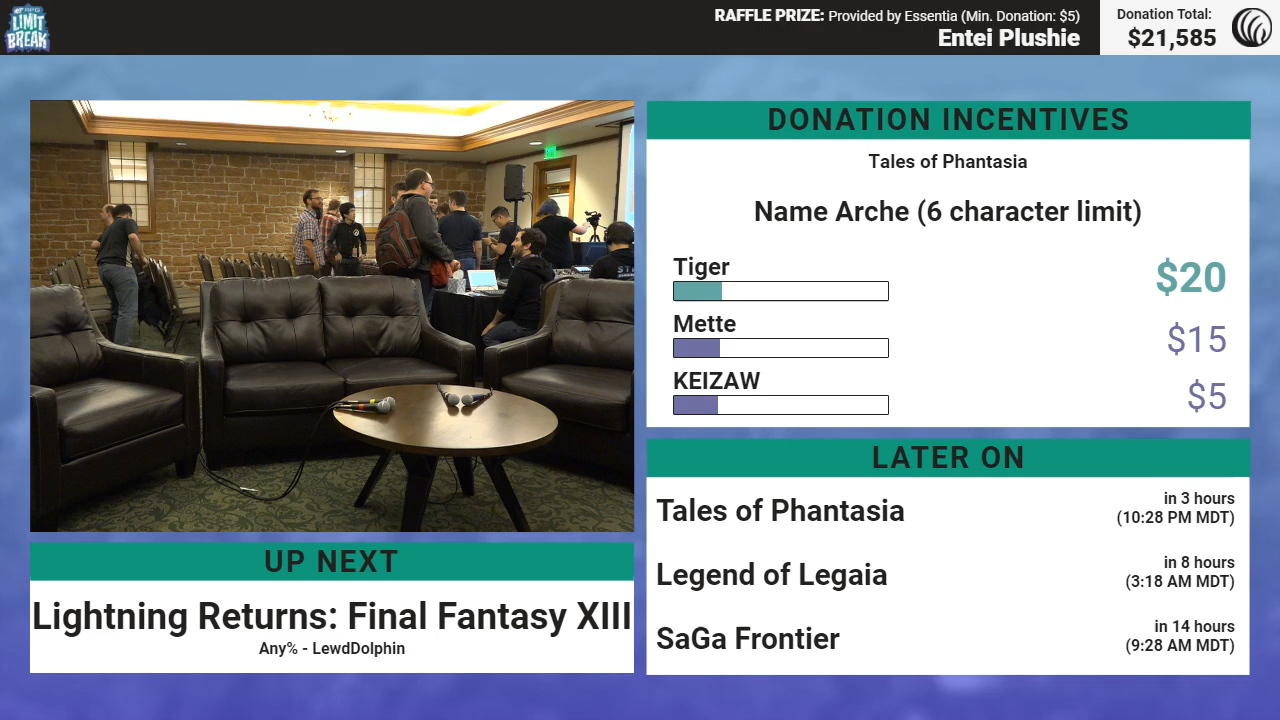 RPG
LIMIT
BREAK
RAFFLE PRIZE: Provided by Essentia (Min. Donation: $5)
Entei Plushie
Donation Total:
$21,585
DONATION INCENTIVES
Tales of Phantasia
Name Arche (6 character limit)
Tiger
$20
Mette
$15
KEIZAW
$5
UP NEXT
Lightning Returns: Final Fantasy XIII
Any% - LewdDolphin
LATER ON
Tales of Phantasia
in 3 hours
(10:28 PM MDT)
Legend of Legaia
in 8 hours
(3:18 AM MDT)
SaGa Frontier
in 14 hours
(9:28 AM MDT)